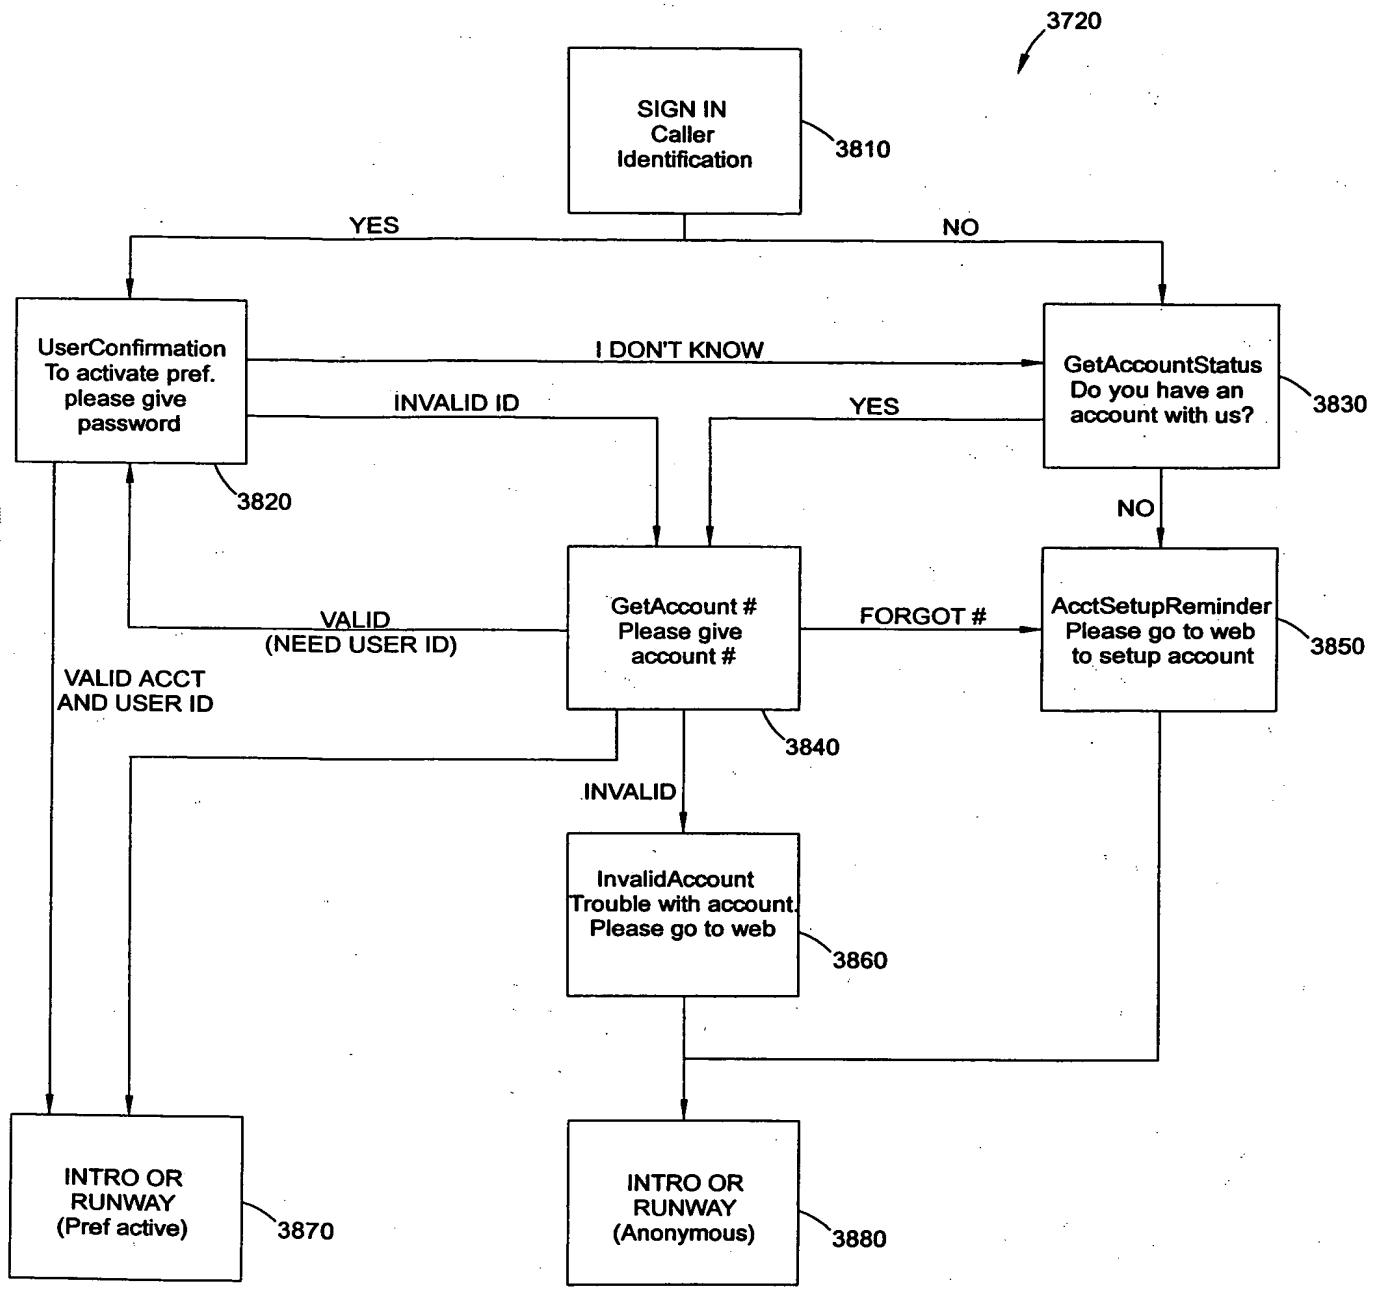 3720
SIGN IN
Caller
Identification
3810
YES
NO
UserConfirmation
To activate pref.
please give
password
3820
I DON'T KNOW
GetAccountStatus
Do you have an
account with us?
3830
INVALID ID
YES
NO
GetAccount #
Please give
account #
3840
VALID
(NEED USER ID)
FORGOT #
AcctSetupReminder
Please go to web
to setup account
3850
VALID ACCT
AND USER ID
INVALID
InvalidAccount
Trouble with account.
Please go to web
3860
INTRO OR
RUNWAY
(Pref active)
3870
INTRO OR
RUNWAY
(Anonymous)
3880